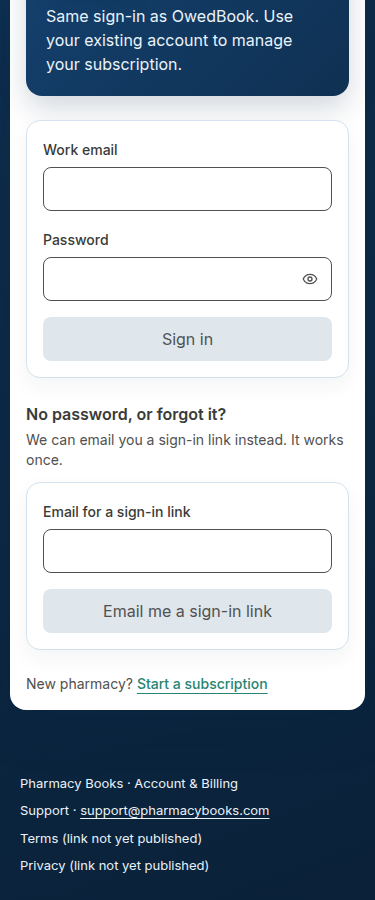 Same sign-in as OwedBook. Use
your existing account to manage
your subscription.
Work email
Password
Sign in
No password, or forgot it?
We can email you a sign-in link instead. It works
once.
Email for a sign-in link
Email me a sign-in link
New pharmacy? Start a subscription
Pharmacy Books · Account & Billing
Support · support@pharmacybooks.com
Terms (link not yet published)
Privacy (link not yet published)